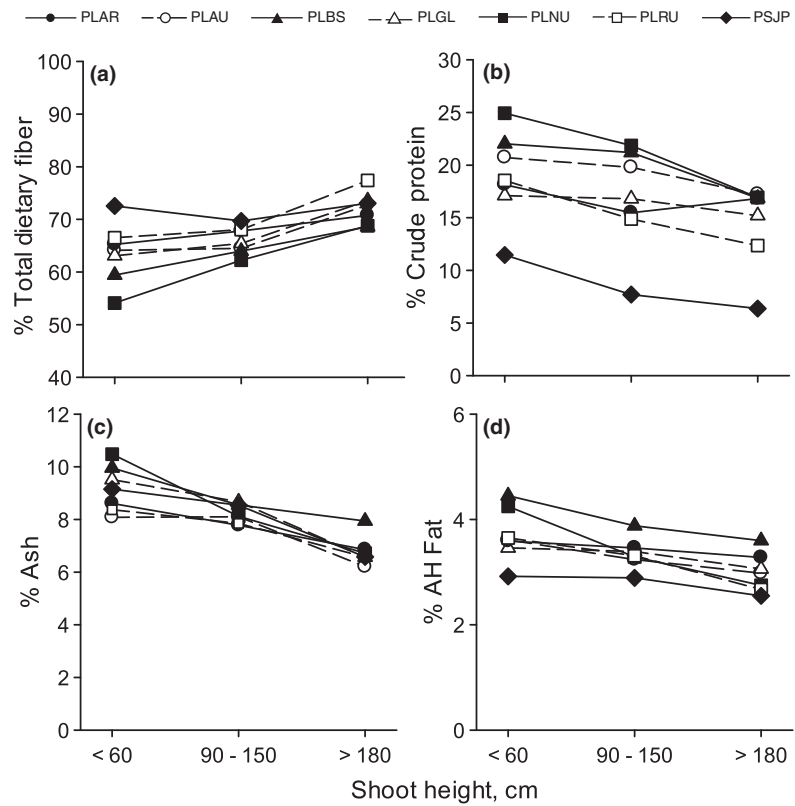 PLAR PLAU PLBS PLGL PLNU PLRU PSJP
(a)
% Total dietary fiber
100
90
80
70
60
50
40
(b)
% Crude protein
30
25
20
15
10
5
0
(c)
% Ash
12
10
8
6
4
2
0
< 60 90 - 150 > 180
(d)
% AH Fat
6
4
2
0
< 60 90 - 150 > 180
Shoot height, cm